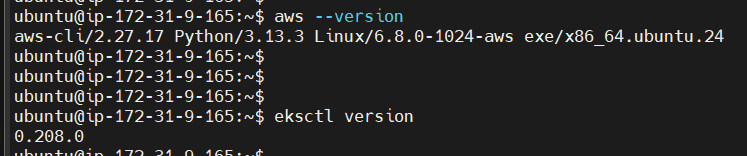 ubuntu@ip-172-31-9-165:~$ aws --version
aws-cli/2.27.17 Python/3.13.3 Linux/6.8.0-1024-aws exe/x86_64.ubuntu.24
ubuntu@ip-172-31-9-165:~$
ubuntu@ip-172-31-9-165:~$
ubuntu@ip-172-31-9-165:~$
ubuntu@ip-172-31-9-165:~$ eksctl version
0.208.0
ubuntu@ip-172-31-9-165:~$